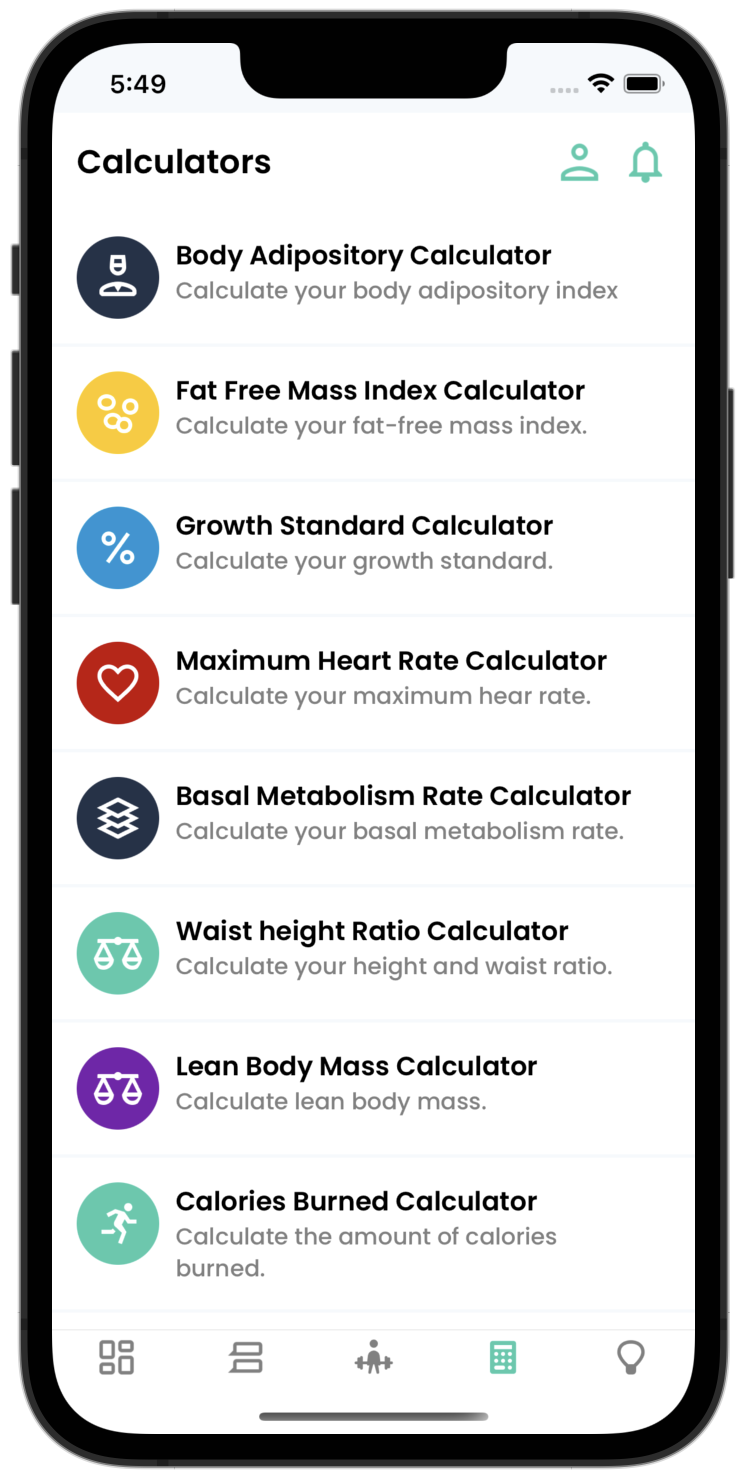 5:49
Calculators
Body Adipository Calculator
Calculate your body adipository index
Fat Free Mass Index Calculator
Calculate your fat-free mass index.
Growth Standard Calculator
Calculate your growth standard.
Maximum Heart Rate Calculator
Calculate your maximum hear rate.
Basal Metabolism Rate Calculator
Calculate your basal metabolism rate.
Waist height Ratio Calculator
Calculate your height and waist ratio.
Lean Body Mass Calculator
Calculate lean body mass.
Calories Burned Calculator
Calculate the amount of calories
burned.